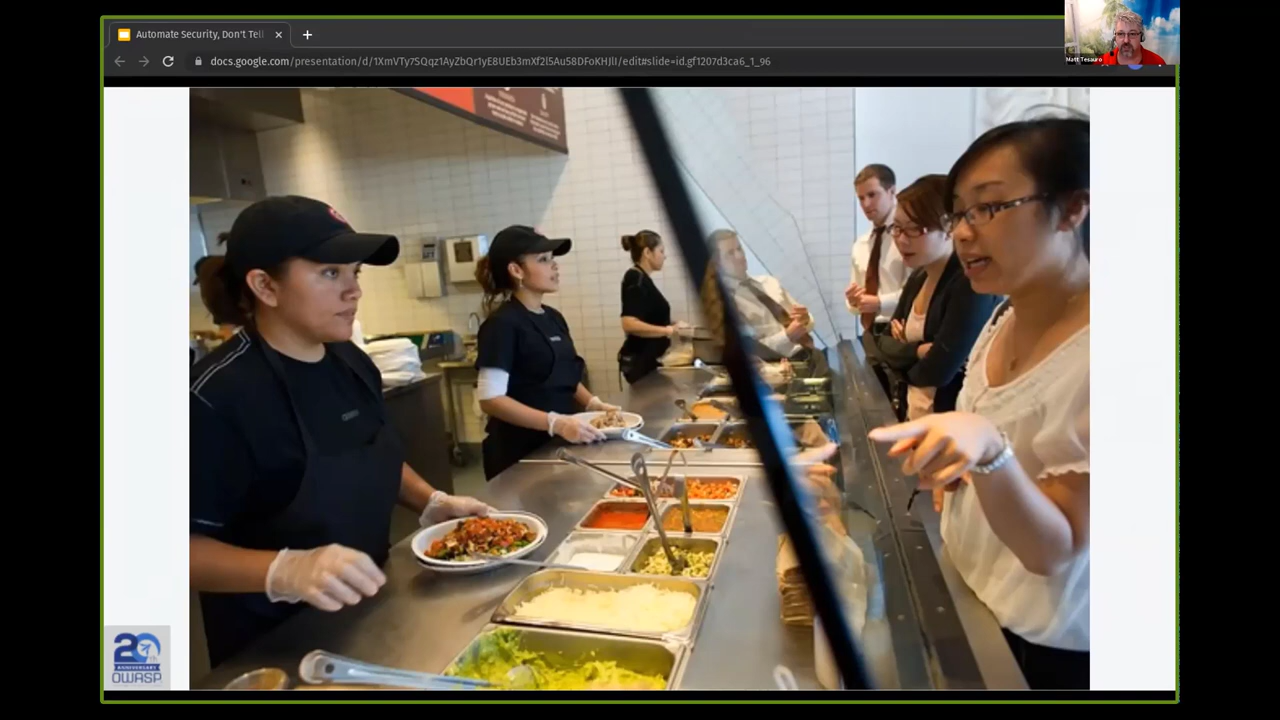 Automate Security, Don't Tell
docs.google.com/presentation/d/1XmVTy7SQqz1AyZbQr1yE8UEb3mXf2l5Au58DFoKHJlI/edit#slide=id.gf1207d3ca6_1_96
Matt Tesauro
20
ANNIVERSARY
OWASP